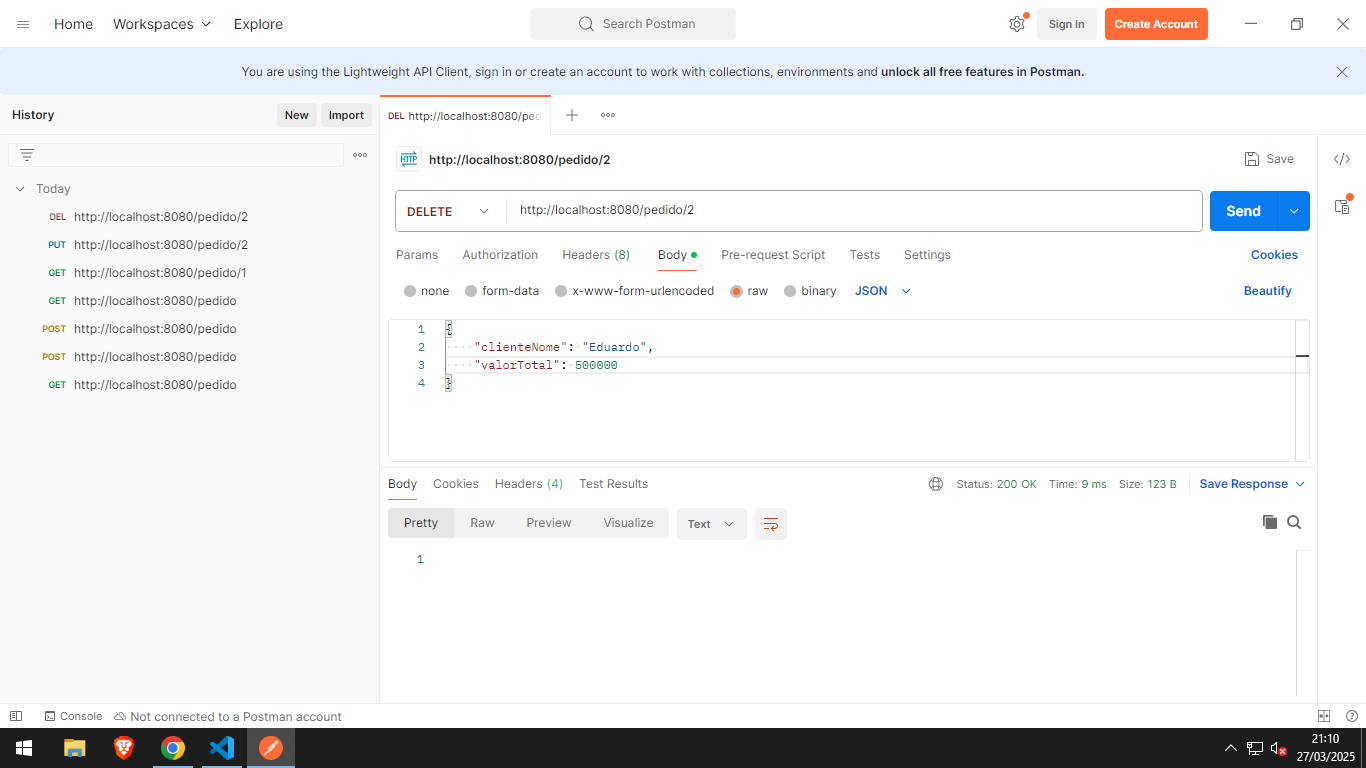 Home Workspaces Explore Search Postman Sign In Create Account
You are using the Lightweight API Client, sign in or create an account to work with collections, environments and unlock all free features in Postman.
History New Import
Today
DEL http://localhost:8080/pedido/2
PUT http://localhost:8080/pedido/2
GET http://localhost:8080/pedido/1
GET http://localhost:8080/pedido
POST http://localhost:8080/pedido
POST http://localhost:8080/pedido
GET http://localhost:8080/pedido
DEL http://localhost:8080/ped
HTTP http://localhost:8080/pedido/2 Save
DELETE http://localhost:8080/pedido/2 Send
Params Authorization Headers (8) Body Pre-request Script Tests Settings Cookies
none form-data x-www-form-urlencoded raw binary JSON Beautify
1 {
2 "clienteNome": "Eduardo",
3 "valorTotal": 500000
4 }
Body Cookies Headers (4) Test Results Status: 200 OK Time: 9 ms Size: 123 B Save Response
Pretty Raw Preview Visualize Text
1
Console Not connected to a Postman account
21:10
27/03/2025